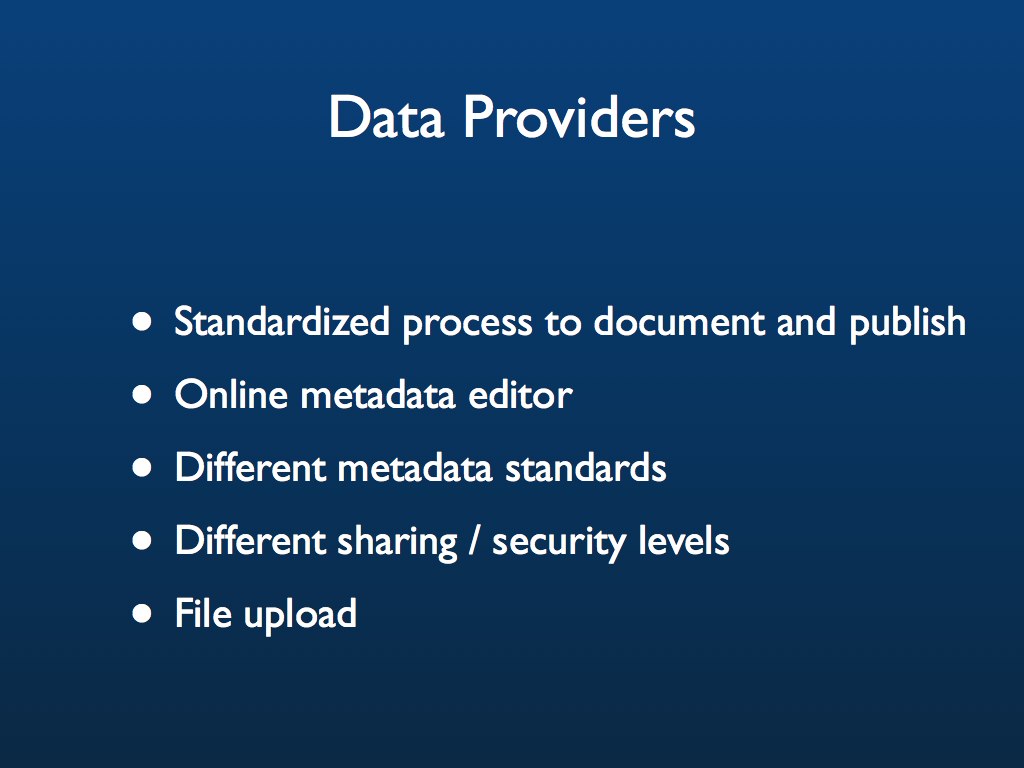 Data Providers
• Standardized process to document and publish
• Online metadata editor
• Different metadata standards
• Different sharing / security levels
• File upload